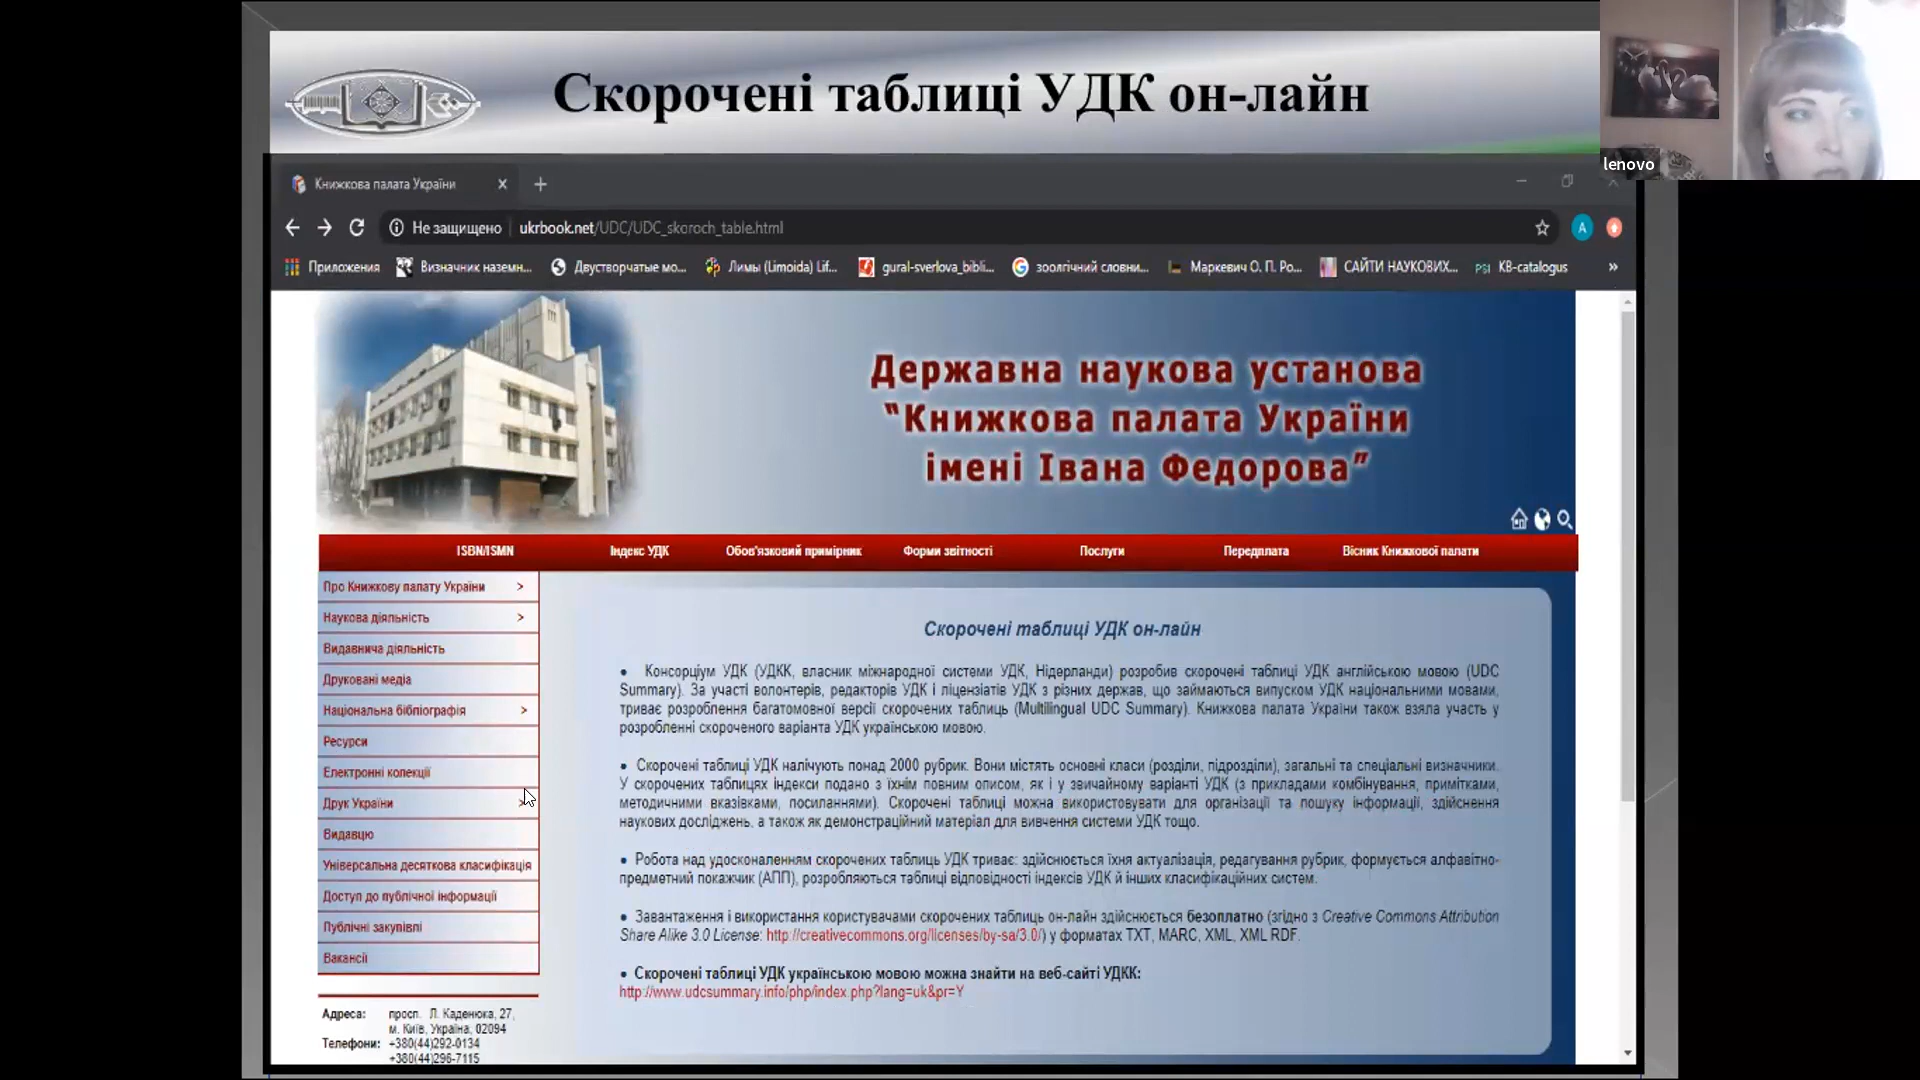 Скорочені таблиці УДК он-лайн
lenovo
Книжкова палата України
Не защищено
ukrbook.net/UDC/UDC_skoroch_table.html
A
Приложения
Визначник наземн...
Двустворчатые мо...
Лимы (Limoida) Lif...
gural-sverlova_bibli...
зоолгічний словни...
Маркевич О. П. Ро...
САЙТИ НАУКОВИХ...
KB-catalogus
»
Державна наукова установа
“Книжкова палата України
імені Івана Федорова”
ISBN/ISMN
Індекс УДК
Обов'язковий примірник
Форми звітності
Послуги
Передплата
Вісник Книжкової палати
Про Книжкову палату України >
Наукова діяльність >
Видавнича діяльність
Друковані медіа
Національна бібліографія >
Ресурси
Електронні колекції
Друк України
Видавцю
Універсальна десяткова класифікація
Доступ до публічної інформації
Публічні закупівлі
Вакансії
Адреса: просп. Л. Каденюка, 27,
м. Київ, Україна, 02094
Телефони: +380(44)292-0134
+380(44)296-7115
Скорочені таблиці УДК он-лайн
• Консорціум УДК (УДКК, власник міжнародної системи УДК, Нідерланди) розробив скорочені таблиці УДК англійською мовою (UDC
Summary). За участі волонтерів, редакторів УДК і ліцензіатів УДК з різних держав, що займаються випуском УДК національними мовами,
триває розроблення багатомовної версії скорочених таблиць (Multilingual UDC Summary). Книжкова палата України також взяла участь у
розробленні скороченого варіанта УДК українською мовою.
• Скорочені таблиці УДК налічують понад 2000 рубрик. Вони містять основні класи (розділи, підрозділи), загальні та спеціальні визначники.
У скорочених таблицях індекси подано з їхнім повним описом, як і у звичайному варіанті УДК (з прикладами комбінування, примітками,
методичними вказівками, посиланнями). Скорочені таблиці можна використовувати для організації та пошуку інформації, здійснення
наукових досліджень, а також як демонстраційний матеріал для вивчення системи УДК тощо.
• Робота над удосконаленням скорочених таблиць УДК триває: здійснюється їхня актуалізація, редагування рубрик, формується алфавітно-
предметний покажчик (АПП), розробляються таблиці відповідності індексів УДК й інших класифікаційних систем.
• Завантаження і використання користувачами скорочених таблиць он-лайн здійснюється безоплатно (згідно з Creative Commons Attribution
Share Alike 3.0 License: http://creativecommons.org/licenses/by-sa/3.0/) у форматах TXT, MARC, XML, XML RDF.
• Скорочені таблиці УДК українською мовою можна знайти на веб-сайті УДКК:
http://www.udcsummary.info/php/index.php?lang=uk&pr=Y